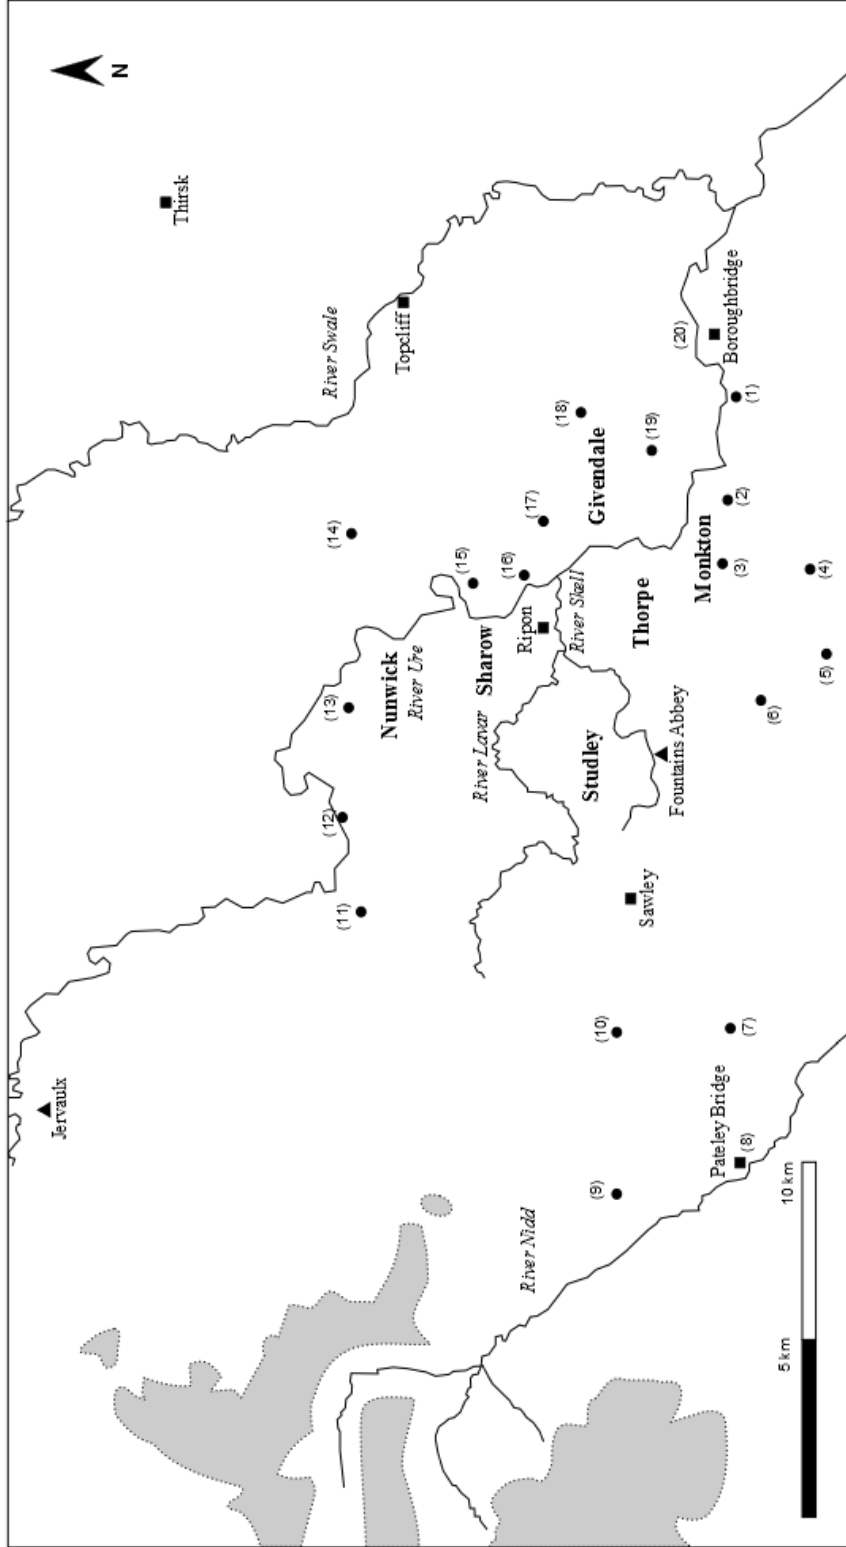 N
Jervaulx
Thirsk
River Swale
(12)
(13)
(14)
(11)
Nunwick
Topcliff
River Ure
(15)
River Lavar
Sharow
(16)
Ripon
River Nidd
(17)
(18)
River Skell
Studley
Givendale
(9)
(10)
Thorpe
Sawley
(19)
Fountains Abbey
(20)
Monkton
Pateley Bridge
Boroughbridge
(3)
(2)
(8)
(7)
(1)
(6)
5 km
10 km
(5)
(4)